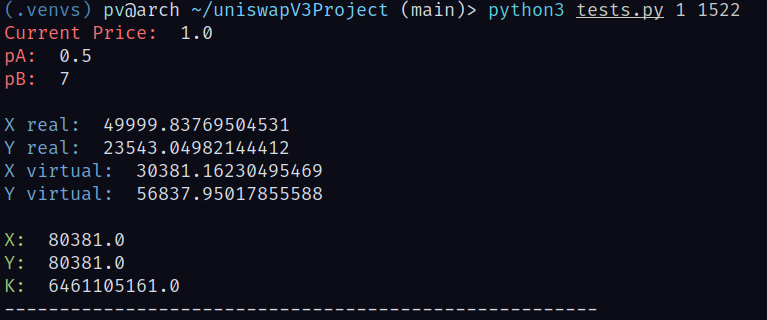 (.venvs) pv@arch ~/uniswapV3Project (main)> python3 tests.py 1 1522
Current Price:  1.0
pA:  0.5
pB:  7
X real:  49999.83769504531
Y real:  23543.04982144412
X virtual:  30381.16230495469
Y virtual:  56837.95017855588
X:  80381.0
Y:  80381.0
K:  6461105161.0
------------------------------------------------------